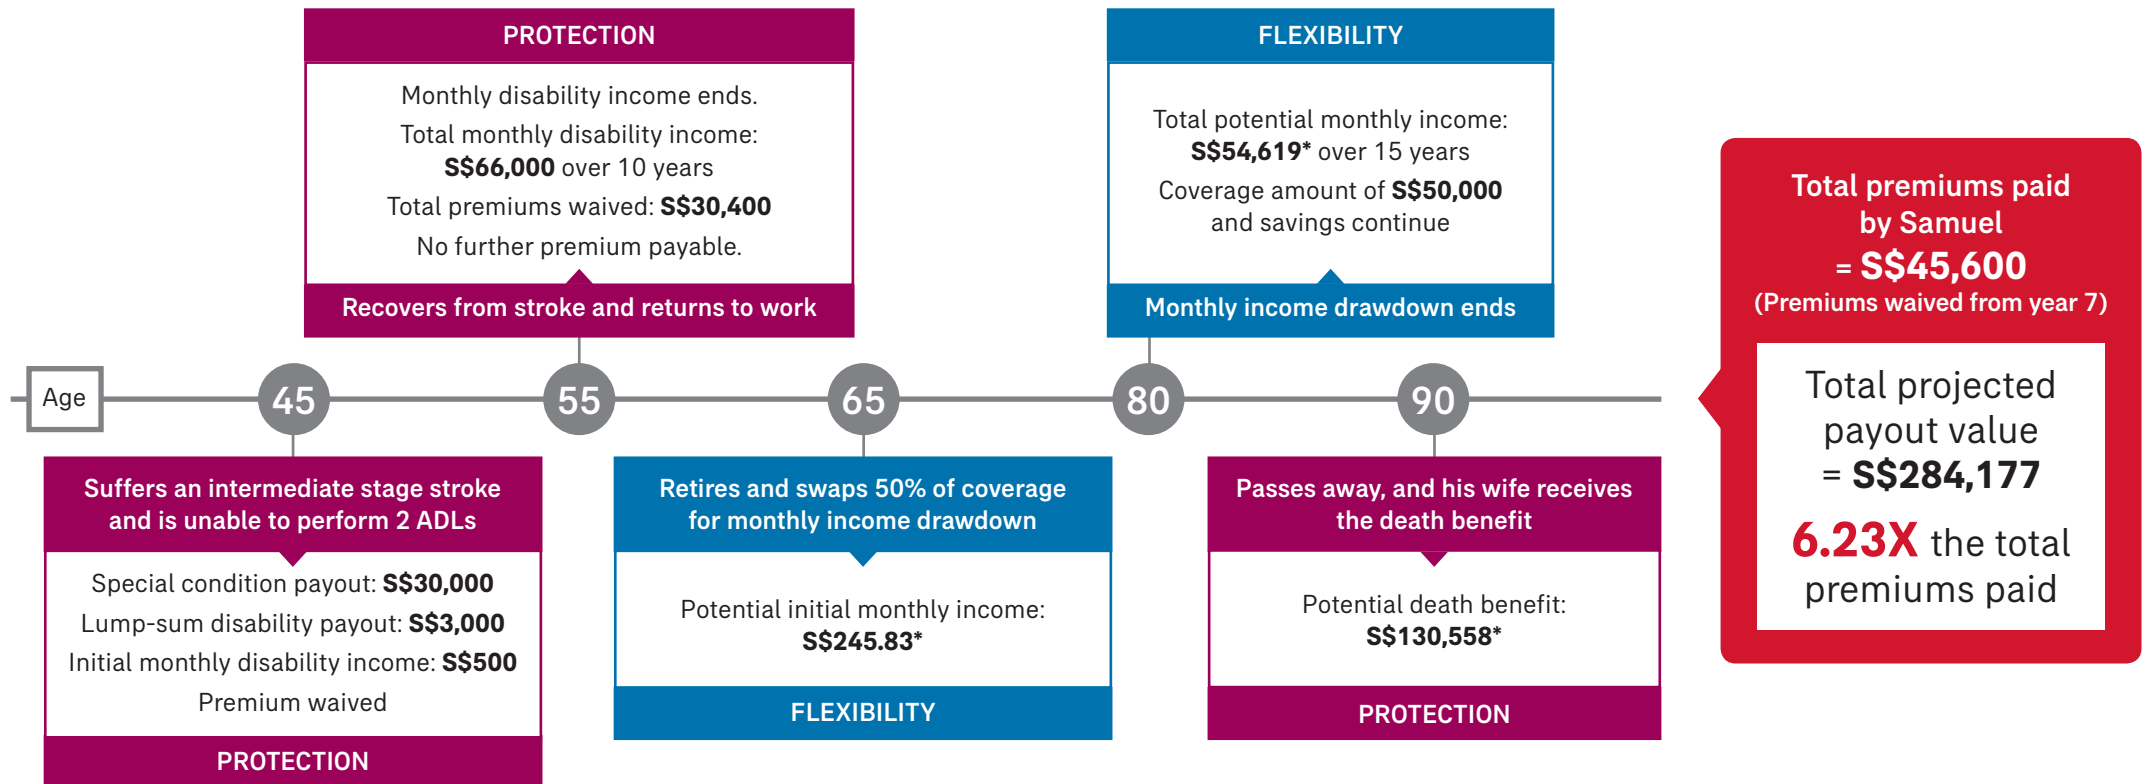 PROTECTION
Monthly disability income ends.
Total monthly disability income:
S$66,000 over 10 years
Total premiums waived: S$30,400
No further premium payable.
Recovers from stroke and returns to work
FLEXIBILITY
Total potential monthly income:
S$54,619* over 15 years
Coverage amount of S$50,000
and savings continue
Monthly income drawdown ends
Age
45
55
65
80
90
Suffers an intermediate stage stroke
and is unable to perform 2 ADLs
Special condition payout: S$30,000
Lump-sum disability payout: S$3,000
Initial monthly disability income: S$500
Premium waived
PROTECTION
Retires and swaps 50% of coverage
for monthly income drawdown
Potential initial monthly income:
S$245.83*
FLEXIBILITY
Passes away, and his wife receives
the death benefit
Potential death benefit:
S$130,558*
PROTECTION
Total premiums paid
by Samuel
= S$45,600
(Premiums waived from year 7)
Total projected
payout value
= S$284,177
6.23X the total
premiums paid